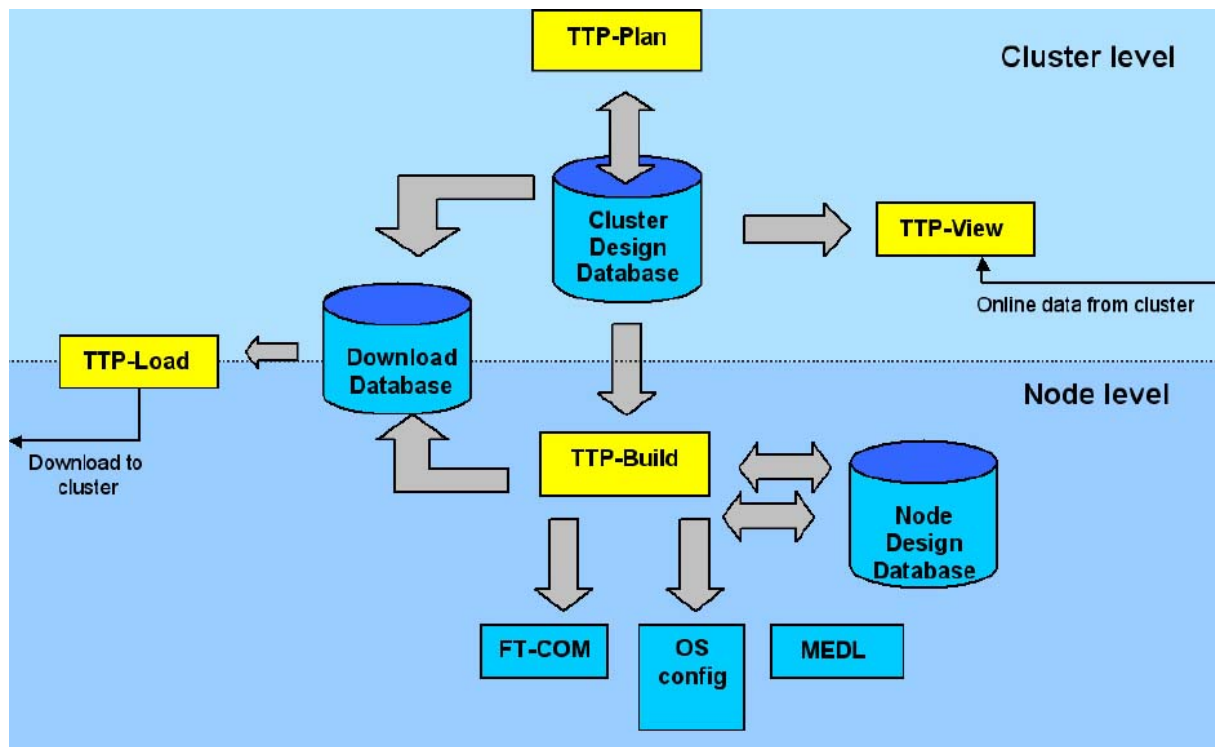 TTP-Plan
Cluster level
Cluster
Design
Database
TTP-View
Online data from cluster
TTP-Load
Download
Database
Node level
Download to
cluster
TTP-Build
Node
Design
Database
FT-COM
OS
config
MEDL